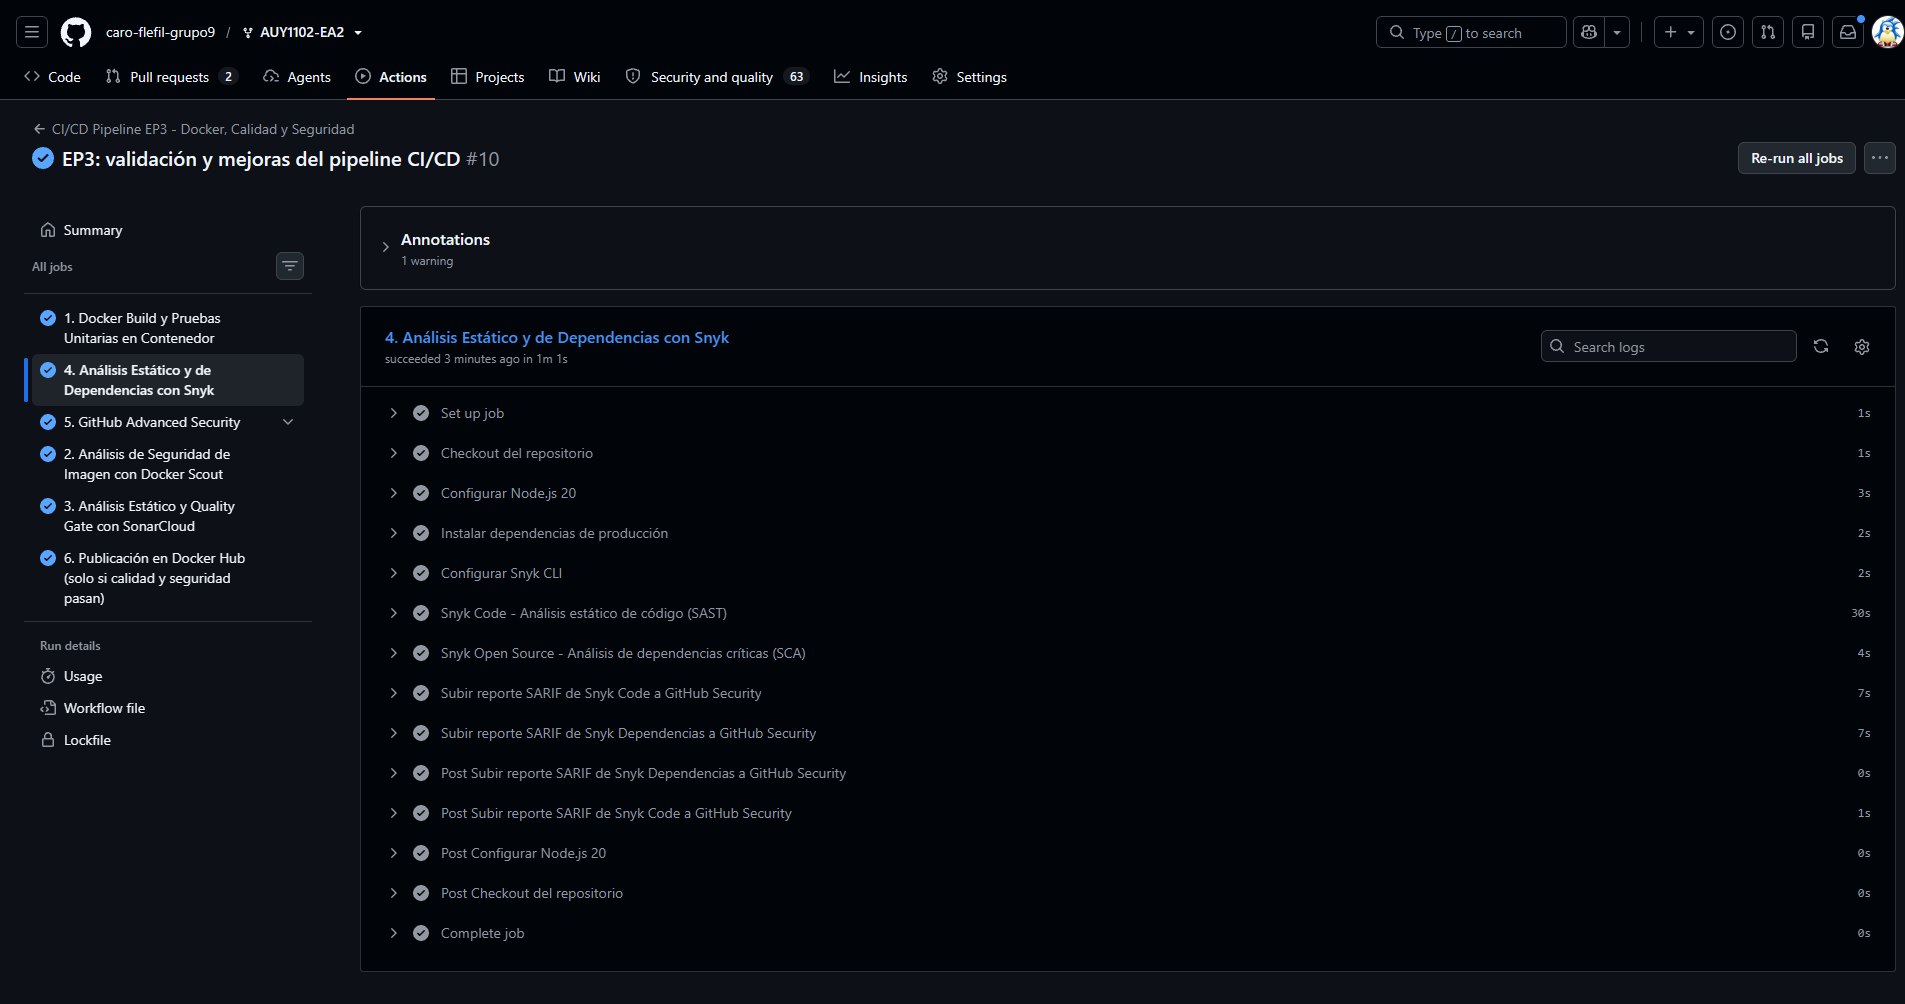 caro-flefil-grupo9 / AUY1102-EA2
Type / to search
Code
Pull requests 2
Agents
Actions
Projects
Wiki
Security and quality 63
Insights
Settings
CI/CD Pipeline EP3 - Docker, Calidad y Seguridad
EP3: validación y mejoras del pipeline CI/CD #10
Re-run all jobs
Summary
All jobs
1. Docker Build y Pruebas
Unitarias en Contenedor
4. Análisis Estático y de
Dependencias con Snyk
5. GitHub Advanced Security
2. Análisis de Seguridad de
Imagen con Docker Scout
3. Análisis Estático y Quality
Gate con SonarCloud
6. Publicación en Docker Hub
(solo si calidad y seguridad
pasan)
Run details
Usage
Workflow file
Lockfile
Annotations
1 warning
4. Análisis Estático y de Dependencias con Snyk
succeeded 3 minutes ago in 1m 1s
Search logs
Set up job 1s
Checkout del repositorio 1s
Configurar Node.js 20 3s
Instalar dependencias de producción 2s
Configurar Snyk CLI 2s
Snyk Code - Análisis estático de código (SAST) 30s
Snyk Open Source - Análisis de dependencias críticas (SCA) 4s
Subir reporte SARIF de Snyk Code a GitHub Security 7s
Subir reporte SARIF de Snyk Dependencias a GitHub Security 7s
Post Subir reporte SARIF de Snyk Dependencias a GitHub Security 0s
Post Subir reporte SARIF de Snyk Code a GitHub Security 1s
Post Configurar Node.js 20 0s
Post Checkout del repositorio 0s
Complete job 0s